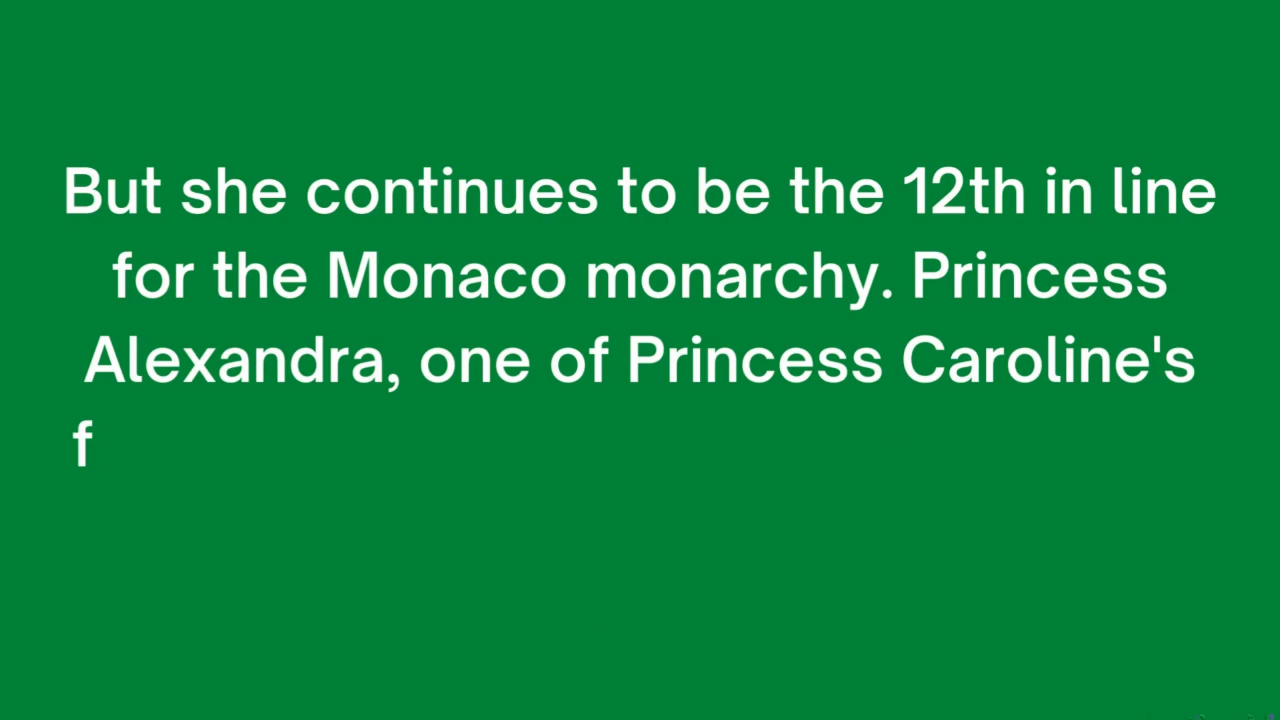 But she continues to be the 12th in line
for the Monaco monarchy. Princess
Alexandra, one of Princess Caroline's
f